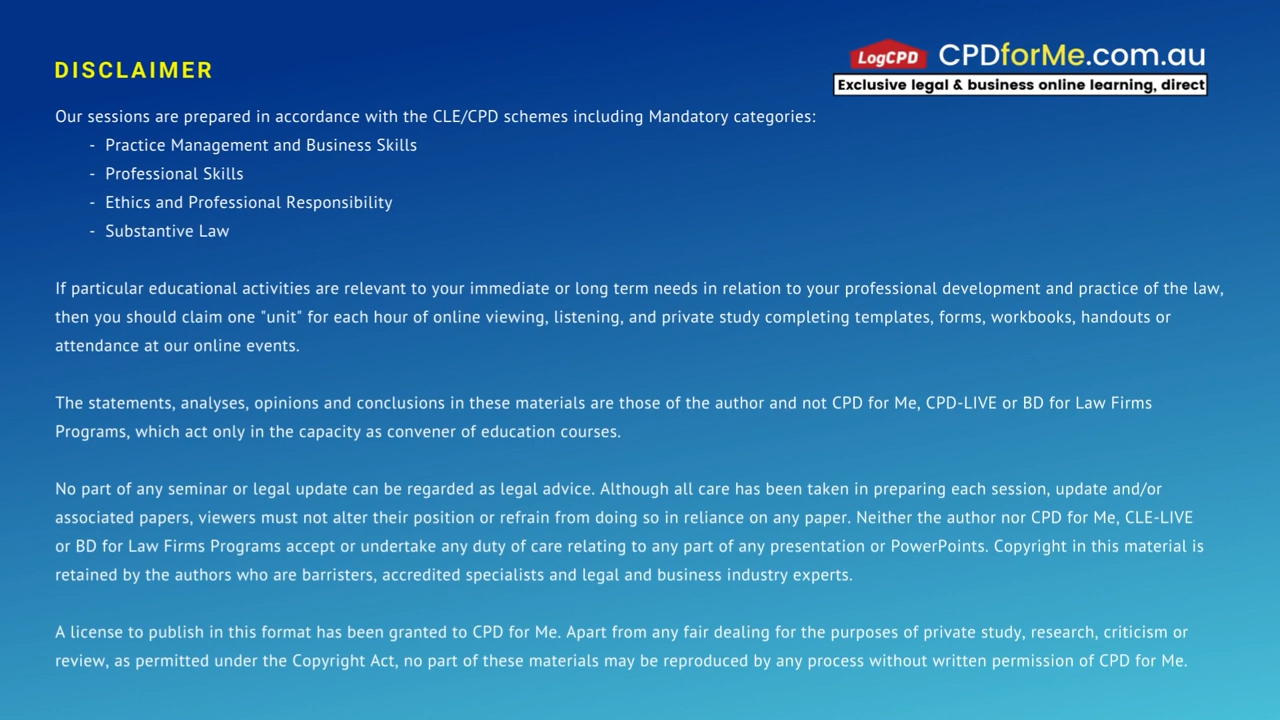 DISCLAIMER
LogCPD CPDforMe.com.au
Exclusive legal & business online learning, direct
Our sessions are prepared in accordance with the CLE/CPD schemes including Mandatory categories:
- Practice Management and Business Skills
- Professional Skills
- Ethics and Professional Responsibility
- Substantive Law
If particular educational activities are relevant to your immediate or long term needs in relation to your professional development and practice of the law,
then you should claim one "unit" for each hour of online viewing, listening, and private study completing templates, forms, workbooks, handouts or
attendance at our online events.
The statements, analyses, opinions and conclusions in these materials are those of the author and not CPD for Me, CPD-LIVE or BD for Law Firms
Programs, which act only in the capacity as convener of education courses.
No part of any seminar or legal update can be regarded as legal advice. Although all care has been taken in preparing each session, update and/or
associated papers, viewers must not alter their position or refrain from doing so in reliance on any paper. Neither the author nor CPD for Me, CLE-LIVE
or BD for Law Firms Programs accept or undertake any duty of care relating to any part of any presentation or PowerPoints. Copyright in this material is
retained by the authors who are barristers, accredited specialists and legal and business industry experts.
A license to publish in this format has been granted to CPD for Me. Apart from any fair dealing for the purposes of private study, research, criticism or
review, as permitted under the Copyright Act, no part of these materials may be reproduced by any process without written permission of CPD for Me.